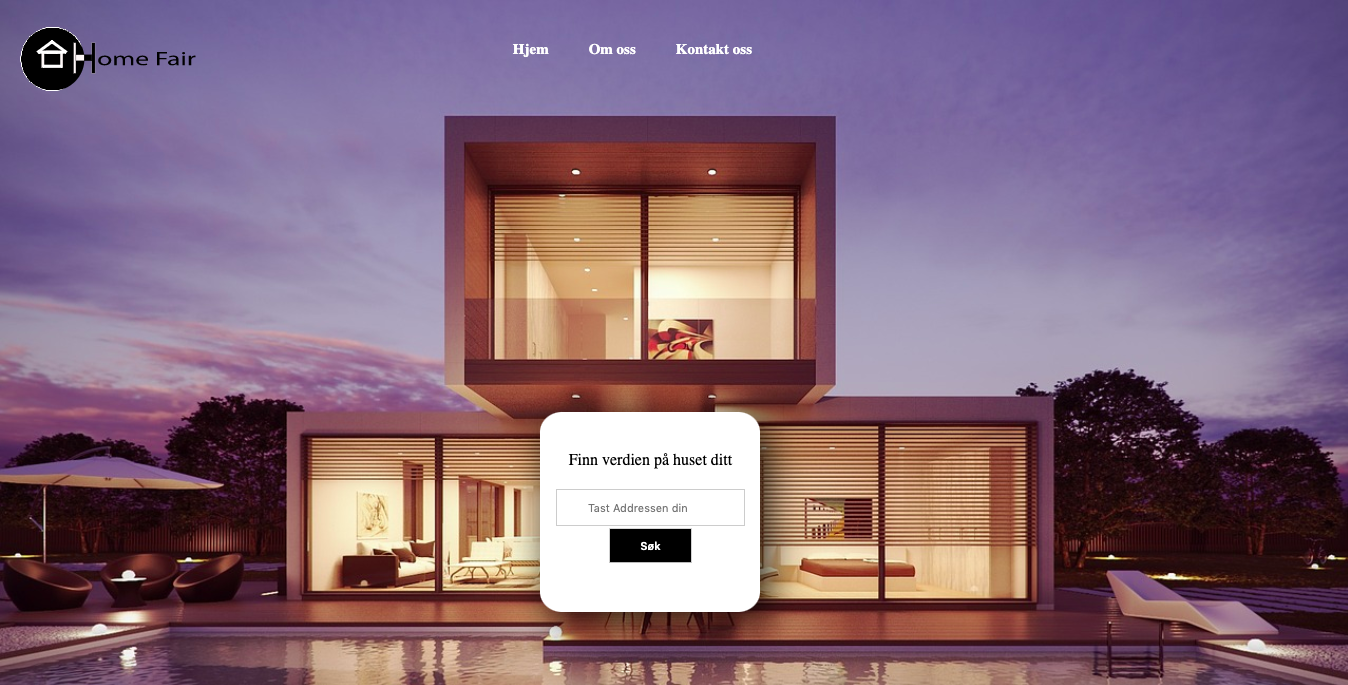 Home Fair
Hjem
Om oss
Kontakt oss
Finn verdien på huset ditt
Tast Addressen din
Søk